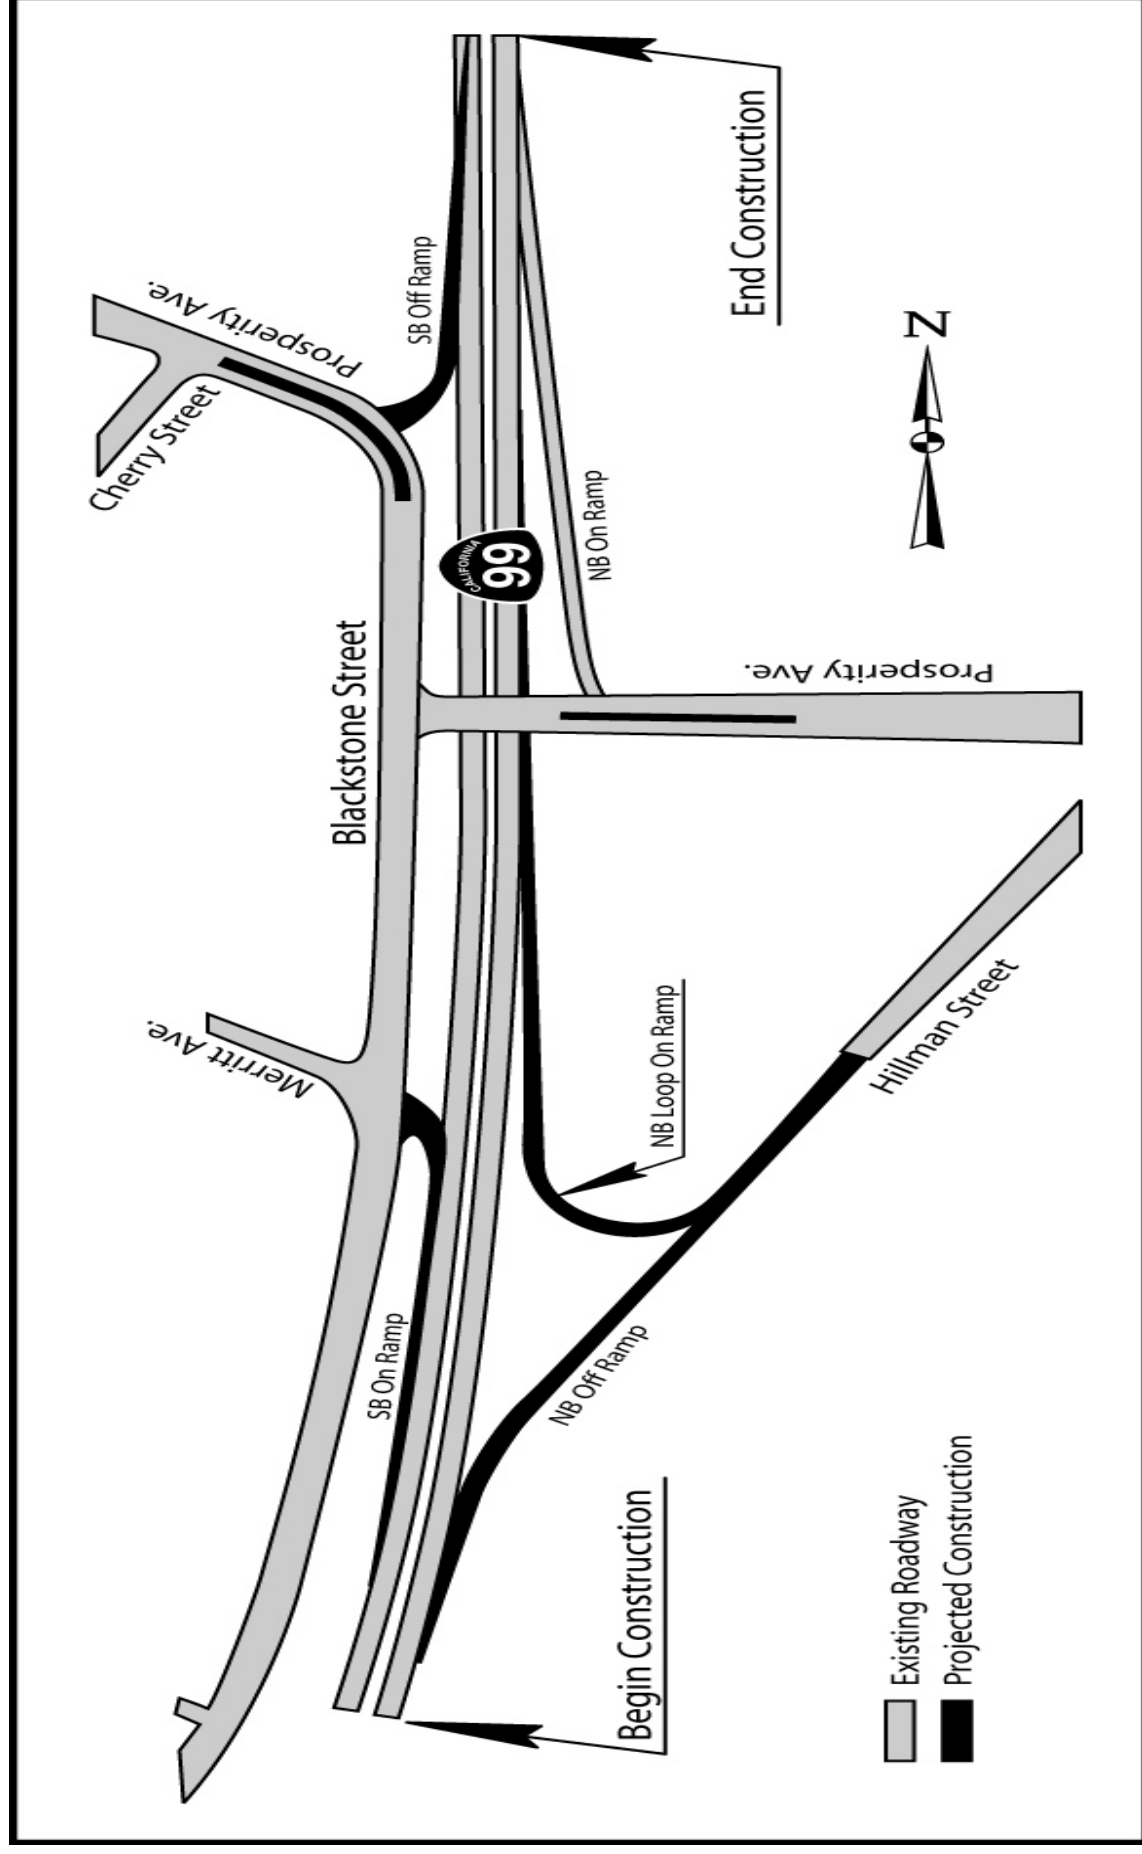 End Construction
SB Off Ramp
Prosperity Ave.
Cherry Street
N
NB On Ramp
CALIFORNIA
99
Blackstone Street
Prosperity Ave.
Merritt Ave.
NB Loop On Ramp
Hillman Street
SB On Ramp
NB Off Ramp
Begin Construction
Existing Roadway
Projected Construction